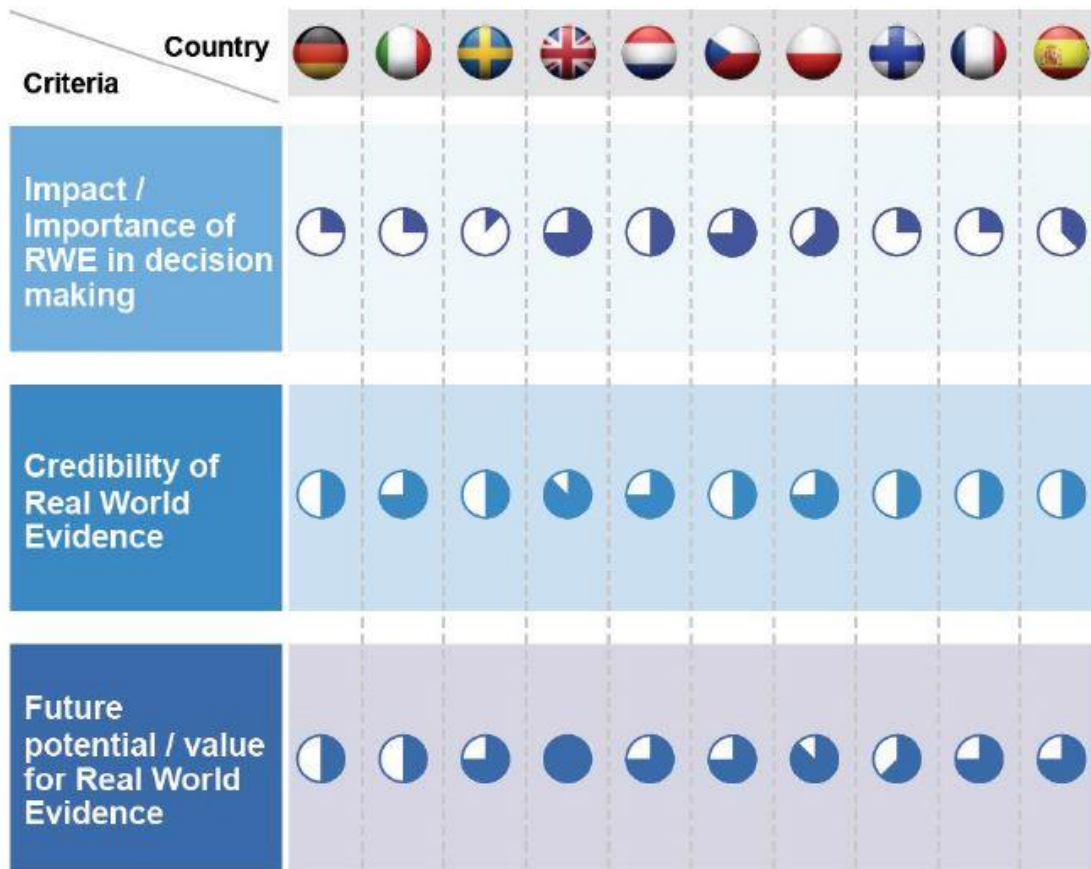 Country
Criteria
Impact /
Importance of
RWE in decision
making
Credibility of
Real World
Evidence
Future
potential / value
for Real World
Evidence